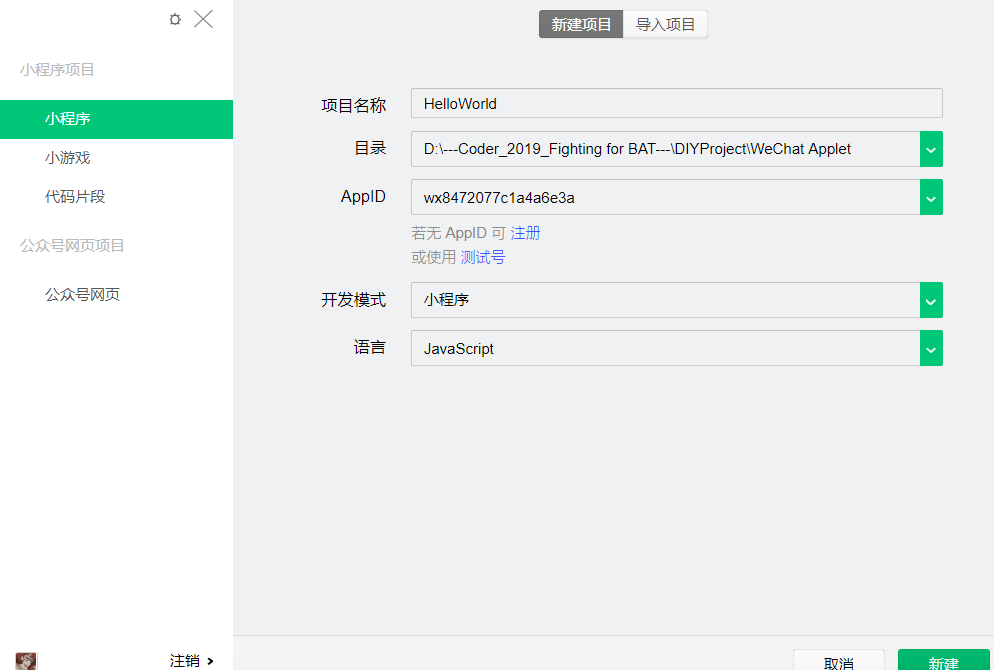 小程序项目
小程序
小游戏
代码片段
公众号网页项目
公众号网页
注销
新建项目 导入项目
项目名称 HelloWorld
目录 D:\---Coder_2019_Fighting for BAT---\DIYProject\WeChat Applet
AppID wx8472077c1a4a6e3a
若无 AppID 可 注册
或使用 测试号
开发模式 小程序
语言 JavaScript
取消 新建